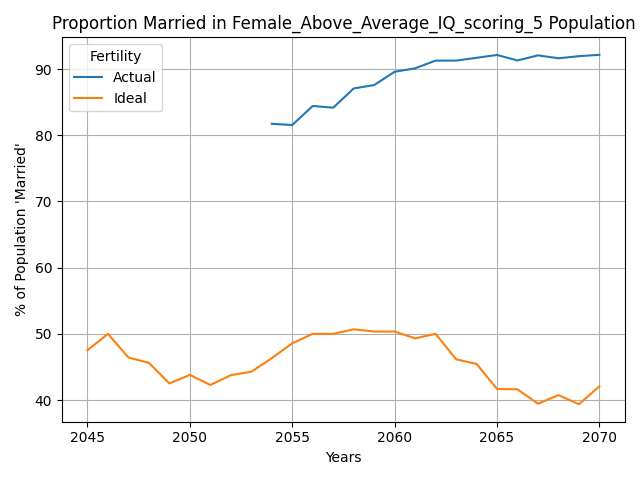 Proportion Married in Female_Above_Average_IQ_scoring_5 Population
Fertility
Actual
Ideal
% of Population 'Married'
90
80
70
60
50
40
2045
2050
2055
2060
2065
2070
Years